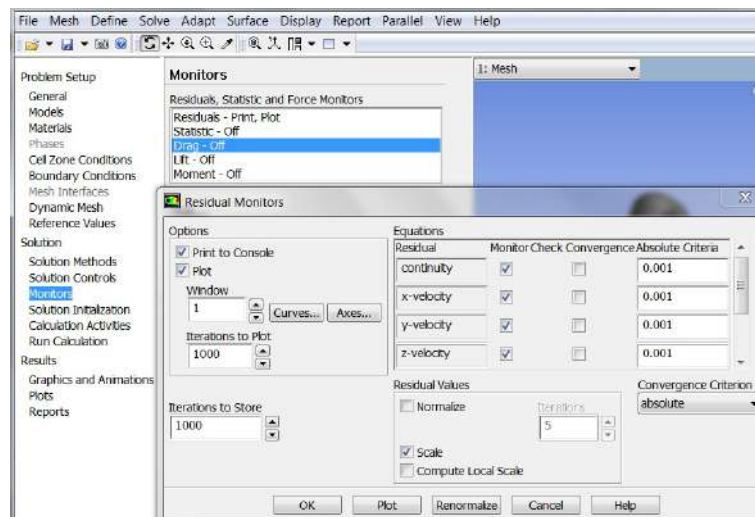 File Mesh Define Solve Adapt Surface Display Report Parallel View Help
Problem Setup
General
Models
Materials
Phases
Cell Zone Conditions
Boundary Conditions
Mesh Interfaces
Dynamic Mesh
Reference Values
Solution
Solution Methods
Solution Controls
Monitors
Solution Initialization
Calculation Activities
Run Calculation
Results
Graphics and Animations
Plots
Reports
Monitors
Residuals, Statistic and Force Monitors
Residuals - Print, Plot
Statistic - Off
Drag - Off
Lift - Off
Moment - Off
1: Mesh
Residual Monitors
Options
Print to Console
Plot
Window
1
Curves... Axes...
Iterations to Plot
1000
Iterations to Store
1000
Equations
Residual Monitor Check Convergence Absolute Criteria
continuity 0.001
x-velocity 0.001
y-velocity 0.001
z-velocity 0.001
Residual Values
Normalize
Iterations
5
Scale
Compute Local Scale
Convergence Criterion
absolute
OK Plot Renormalize Cancel Help